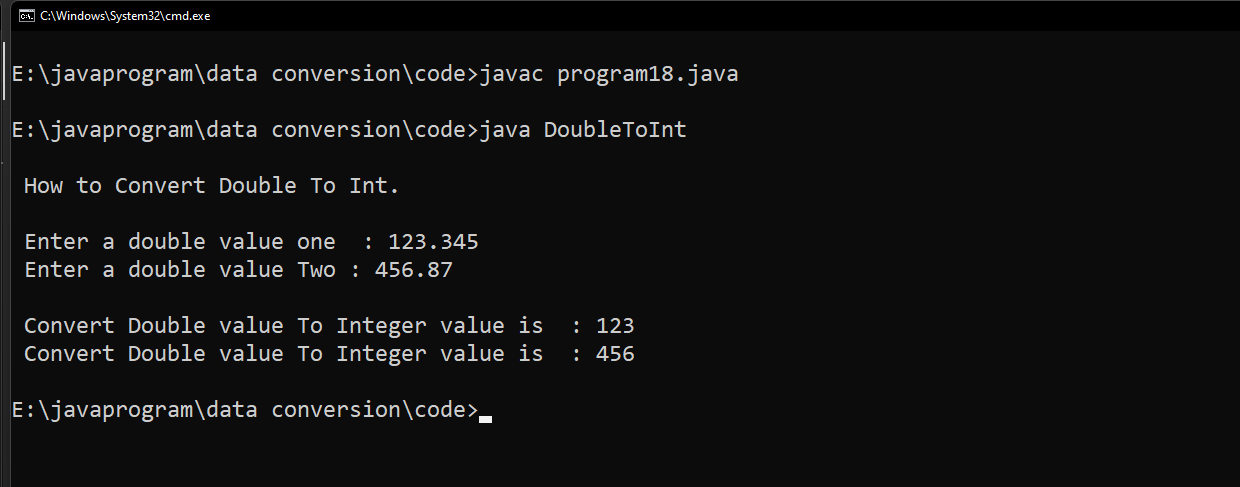 C:\Windows\System32\cmd.exe
E:\javaprogram\data conversion\code>javac program18.java
E:\javaprogram\data conversion\code>java DoubleToInt
How to Convert Double To Int.
Enter a double value one  : 123.345
Enter a double value Two : 456.87
Convert Double value To Integer value is  : 123
Convert Double value To Integer value is  : 456
E:\javaprogram\data conversion\code>